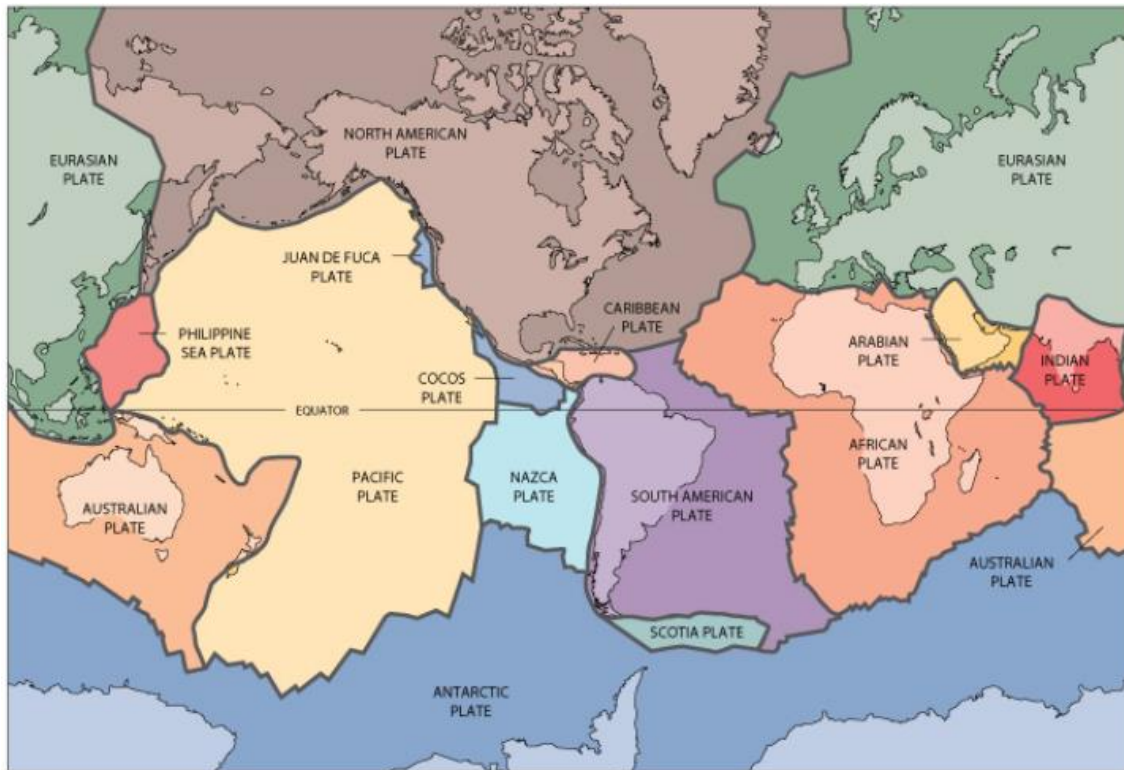 NORTH AMERICAN
PLATE
EURASIAN
PLATE
EURASIAN
PLATE
JUAN DE FUCA
PLATE
CARIBBEAN
PLATE
PHILIPPINE
SEA PLATE
ARABIAN
PLATE
INDIAN
PLATE
COCOS
PLATE
EQUATOR
AFRICAN
PLATE
PACIFIC
PLATE
NAZCA
PLATE
SOUTH AMERICAN
PLATE
AUSTRALIAN
PLATE
AUSTRALIAN
PLATE
SCOTIA PLATE
ANTARCTIC
PLATE